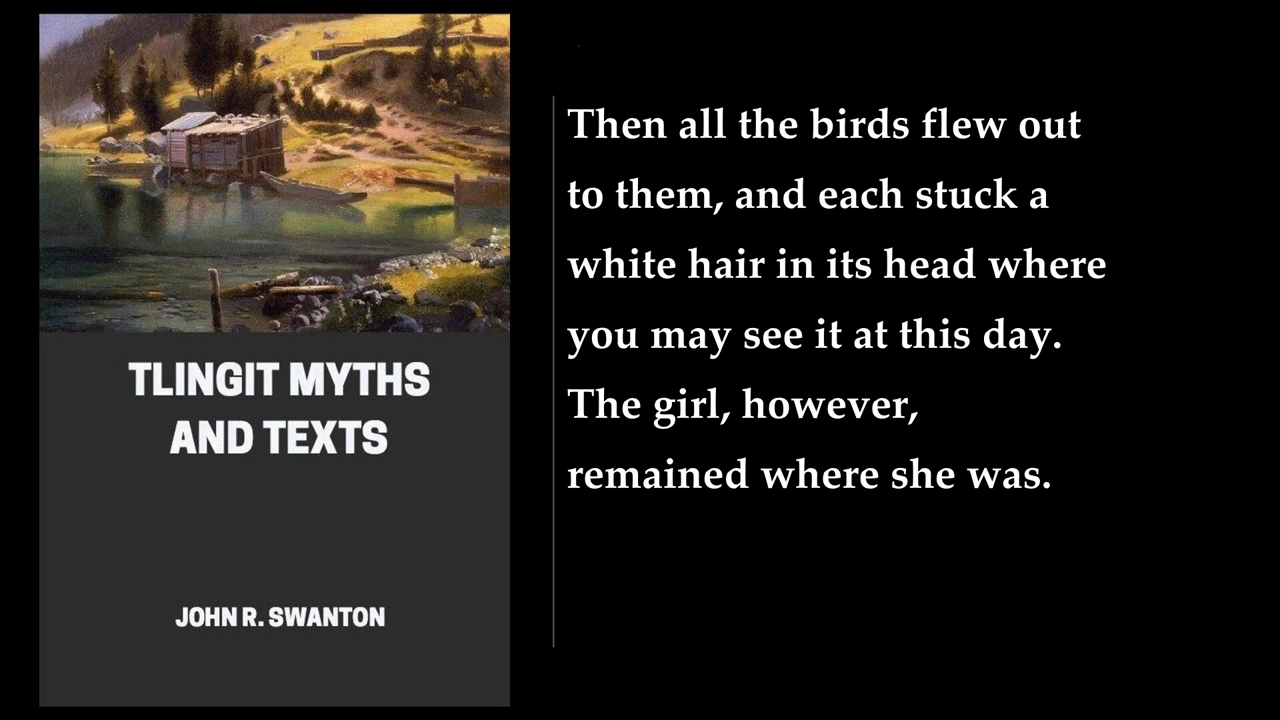 TLINGIT MYTHS
AND TEXTS
JOHN R. SWANTON
Then all the birds flew out
to them, and each stuck a
white hair in its head where
you may see it at this day.
The girl, however,
remained where she was.